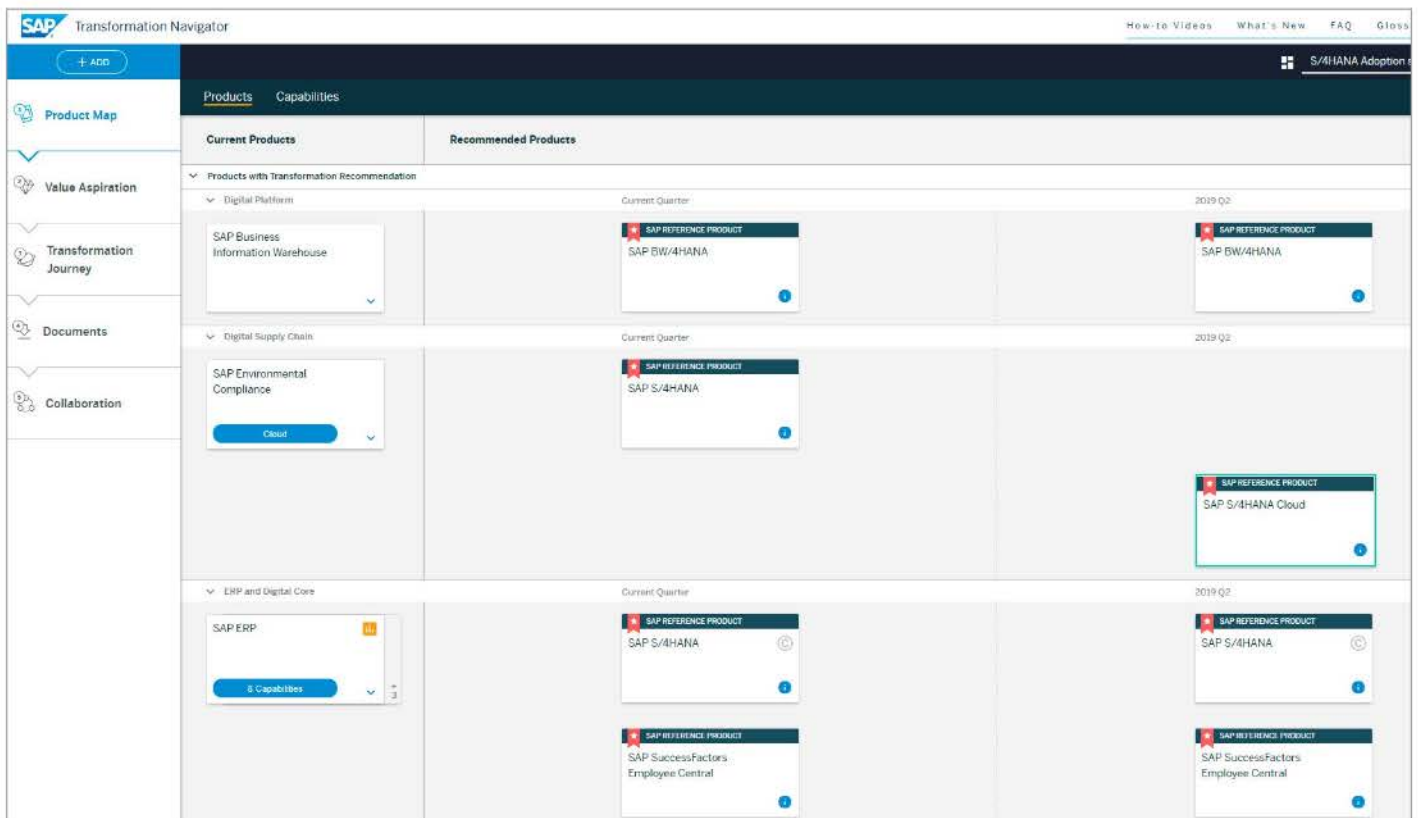 SAP Transformation Navigator
How-to Videos What's New FAQ Gloss
+ ADD
S/4HANA Adoption s
Products Capabilities
Product Map
Current Products Recommended Products
Products with Transformation Recommendation
Value Aspiration
Digital Platform Current Quarter 2019 Q2
SAP REFERENCE PRODUCT SAP REFERENCE PRODUCT
SAP Business
Information Warehouse
SAP BW/4HANA SAP BW/4HANA
Transformation
Journey
Documents
Digital Supply Chain Current Quarter 2019 Q2
SAP REFERENCE PRODUCT
SAP Environmental
Compliance
SAP S/4HANA
Collaboration
Cloud
SAP REFERENCE PRODUCT
SAP S/4HANA Cloud
ERP and Digital Core Current Quarter 2019 Q2
SAP REFERENCE PRODUCT SAP REFERENCE PRODUCT
SAP ERP SAP S/4HANA C SAP S/4HANA C
+
3
SAP REFERENCE PRODUCT SAP REFERENCE PRODUCT
SAP SuccessFactors
Employee Central
SAP SuccessFactors
Employee Central